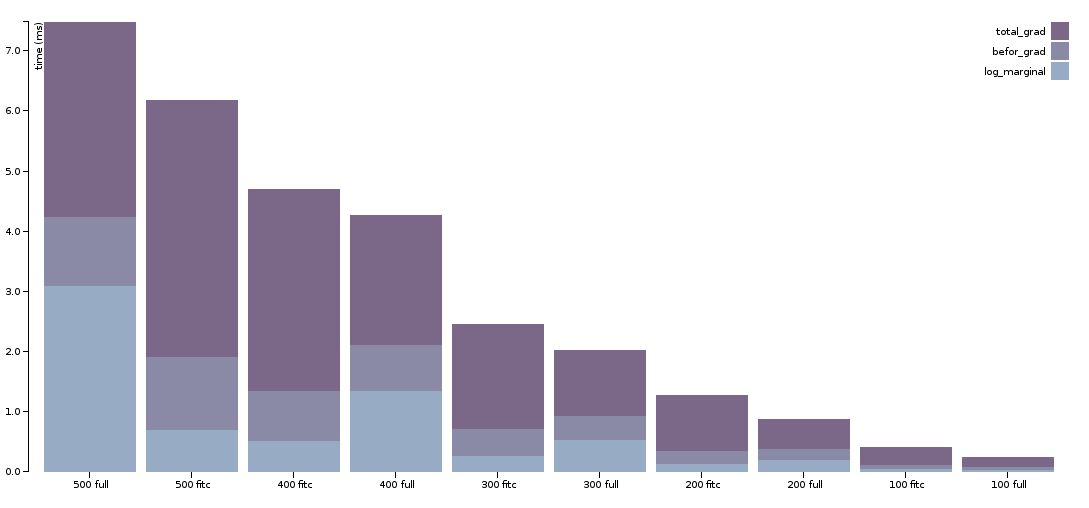 time (ms)
7.0
6.0
5.0
4.0
3.0
2.0
1.0
0.0
500 full
500 fitc
400 fitc
400 full
300 fitc
300 full
200 fitc
200 full
100 fitc
100 full
total_grad
befor_grad
log_marginal